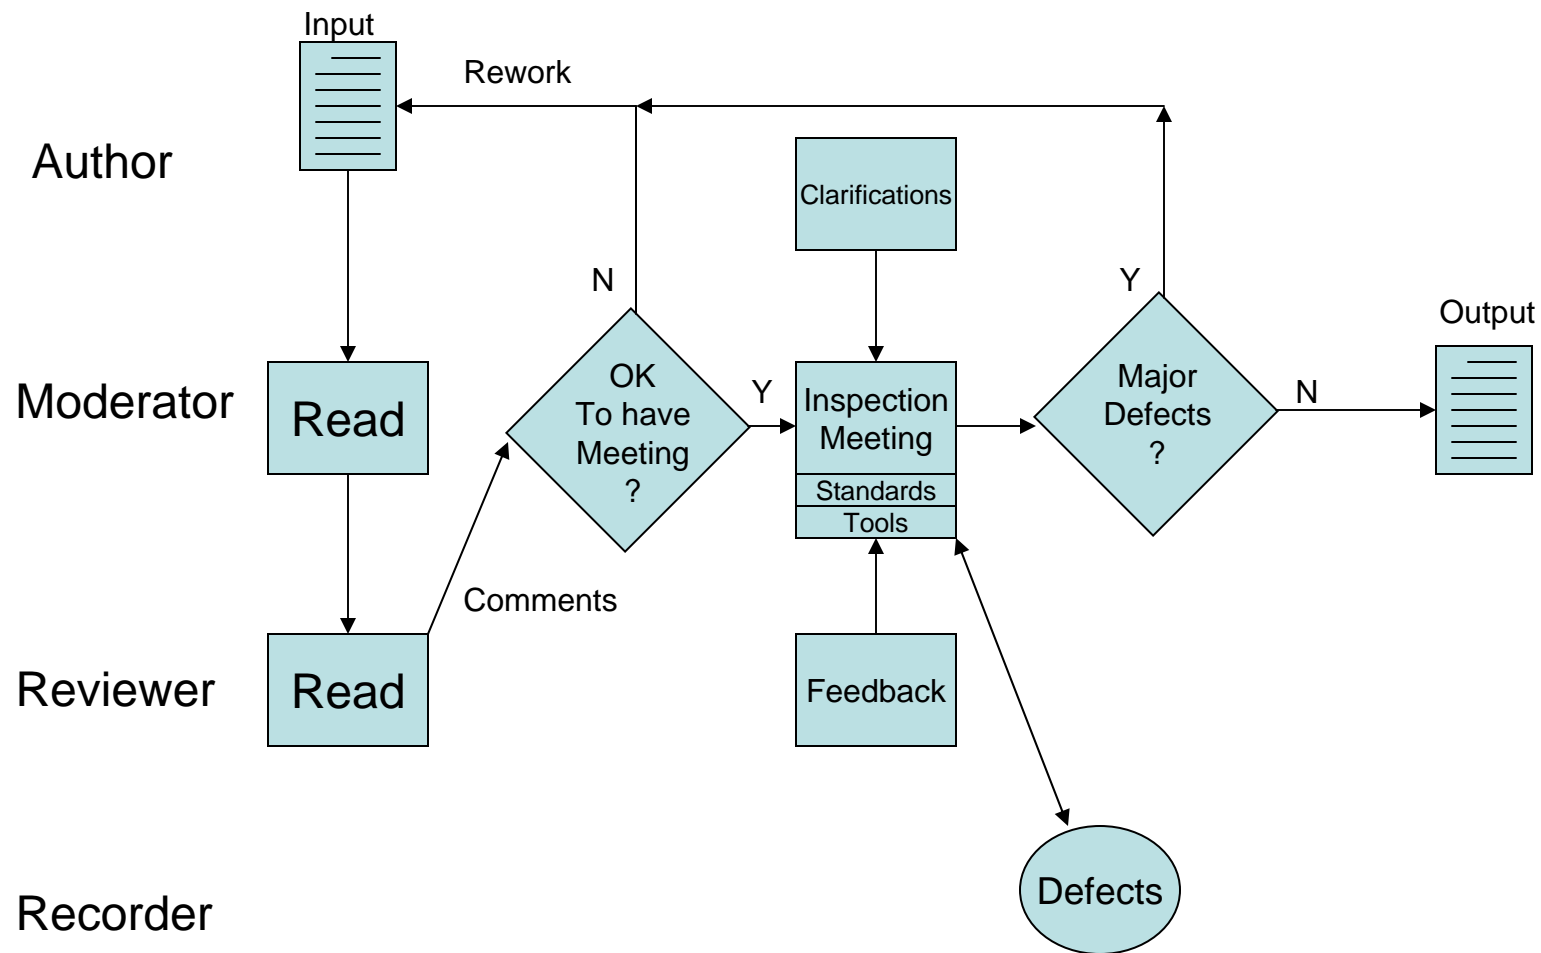 Input
Rework
Author
Clarifications
N
Y
Output
Moderator
Read
OK
To have
Meeting
?
Y
Inspection
Meeting
Standards
Tools
Major
Defects
?
N
Comments
Reviewer
Read
Feedback
Defects
Recorder